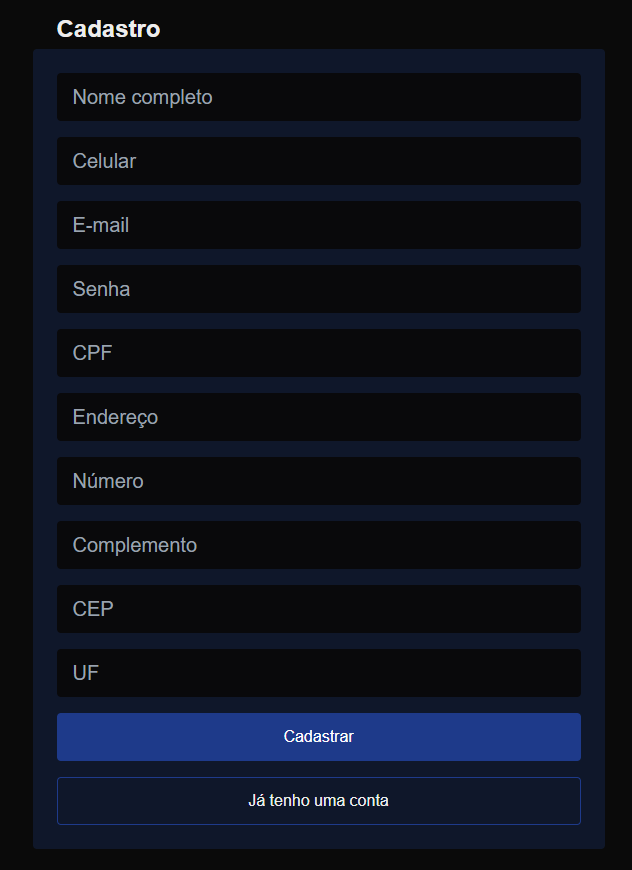 Cadastro
Nome completo
Celular
E-mail
Senha
CPF
Endereço
Número
Complemento
CEP
UF
Cadastrar
Já tenho uma conta